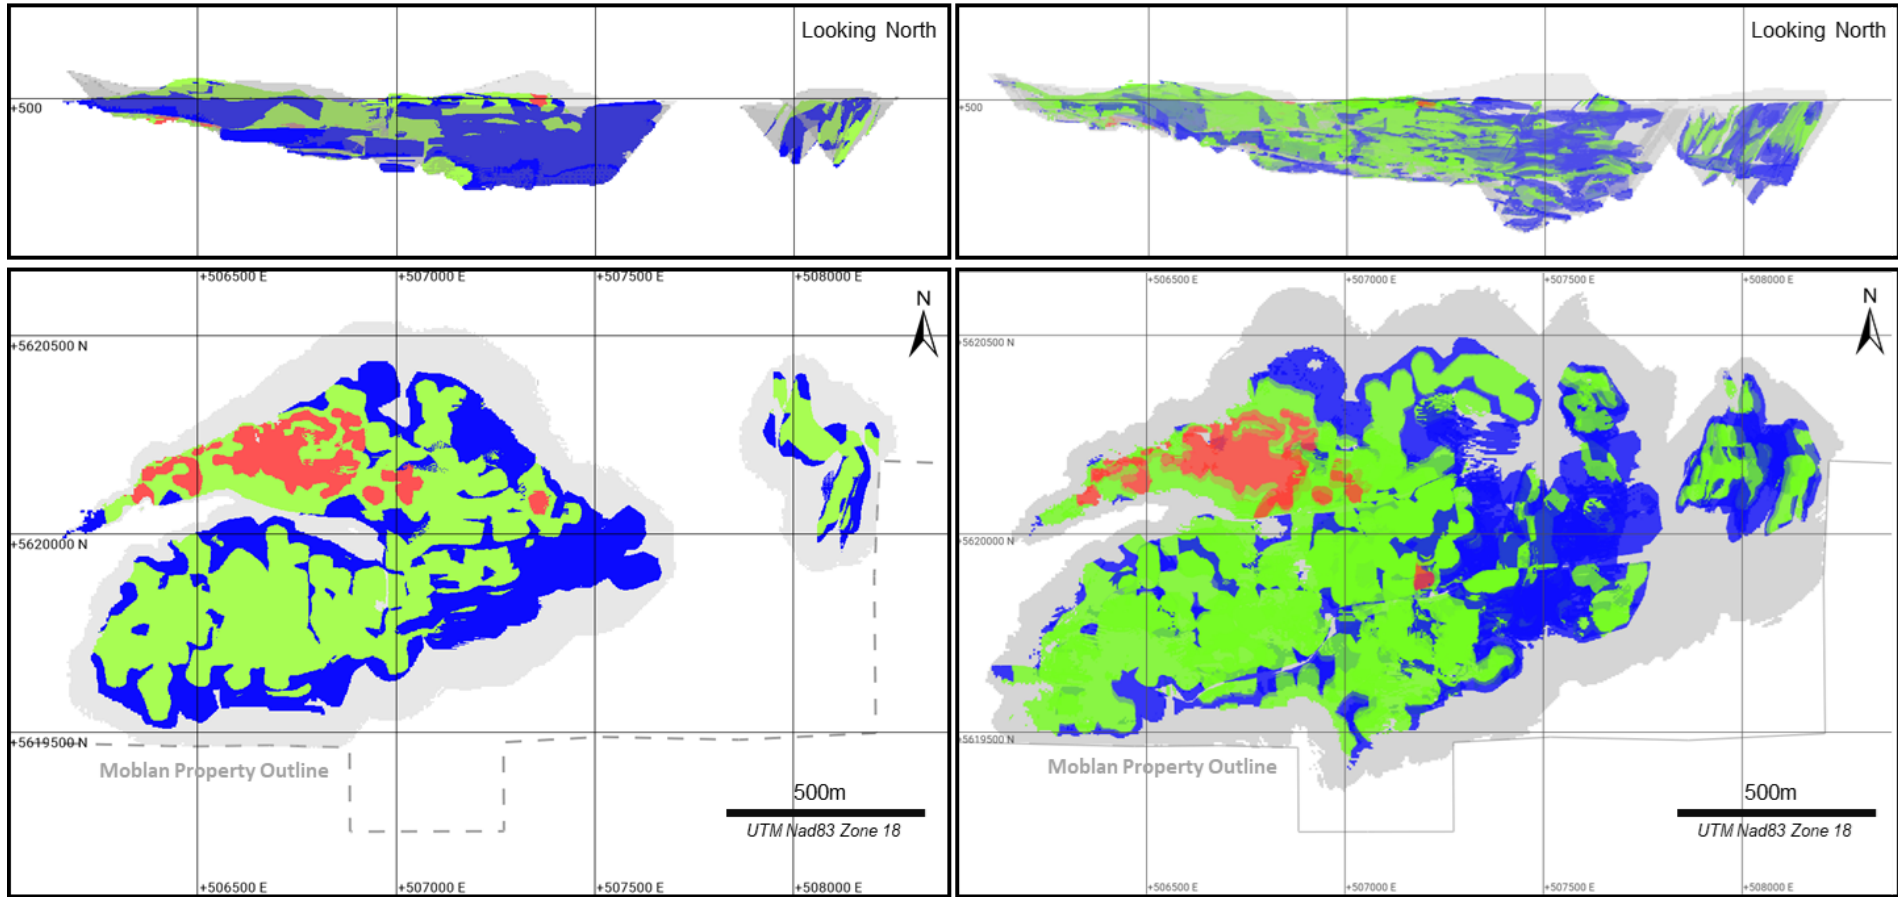 Looking North
+500
Looking North
+500
+506500 E
+507000 E
+507500 E
+508000 E
N
+5620500 N
+5620000 N
+5619500 N
Moblan Property Outline
500m
UTM Nad83 Zone 18
+506500 E
+507000 E
+507500 E
+508000 E
+506500 E
+507000 E
+507500 E
+508000 E
N
+5620500 N
+5620000 N
+5619500 N
Moblan Property Outline
500m
UTM Nad83 Zone 18
+506500 E
+507000 E
+507500 E
+508000 E